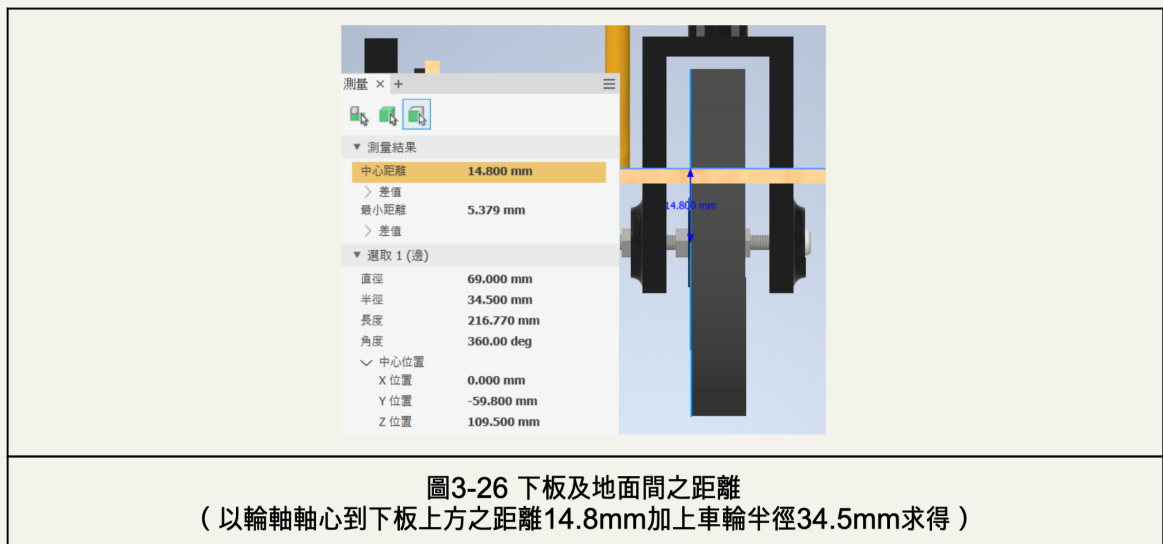 測量 × +
測量結果
中心距離 14.800 mm
差值
最小距離 5.379 mm
差值
選取 1 (邊)
直徑 69.000 mm
半徑 34.500 mm
長度 216.770 mm
角度 360.00 deg
中心位置
X 位置 0.000 mm
Y 位置 -59.800 mm
Z 位置 109.500 mm
14.800 mm
圖3-26 下板及地面間之距離
（以輪軸軸心到下板上方之距離14.8mm加上車輪半徑34.5mm求得）